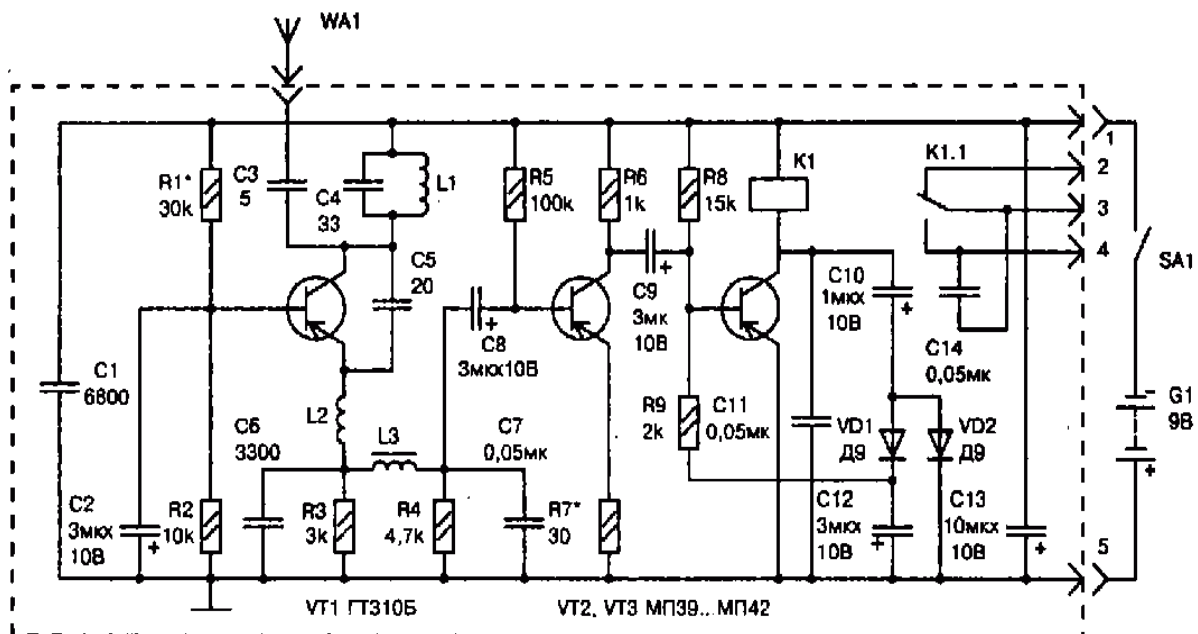 WA1
1
K1.1
2
3
4
5
SA1
G1
9В
R1*
30k
C3
5
C4
33
L1
R5
100k
R6
1k
R8
15k
K1
C5
20
C8
3мкх10В
C9
3мк
10В
C10
1мкх
10В
C14
0,05мк
C1
6800
L2
C6
3300
L3
C7
0,05мк
R9
2k
C11
0,05мк
VD1
Д9
VD2
Д9
C2
3мкх
10В
R2
10k
R3
3k
R4
4,7k
R7*
30
C12
3мкх
10В
C13
10мкх
10В
VT1 ГТ310Б
VT2, VT3 МП39...МП42